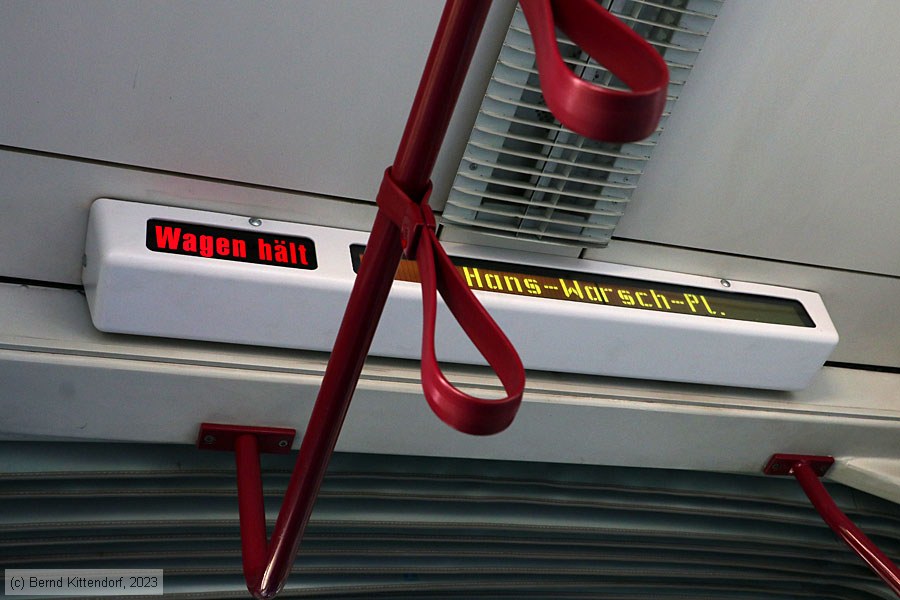 Wagen hält
Hans-Warsch-Pl.
(c) Bernd Kittendorf, 2023